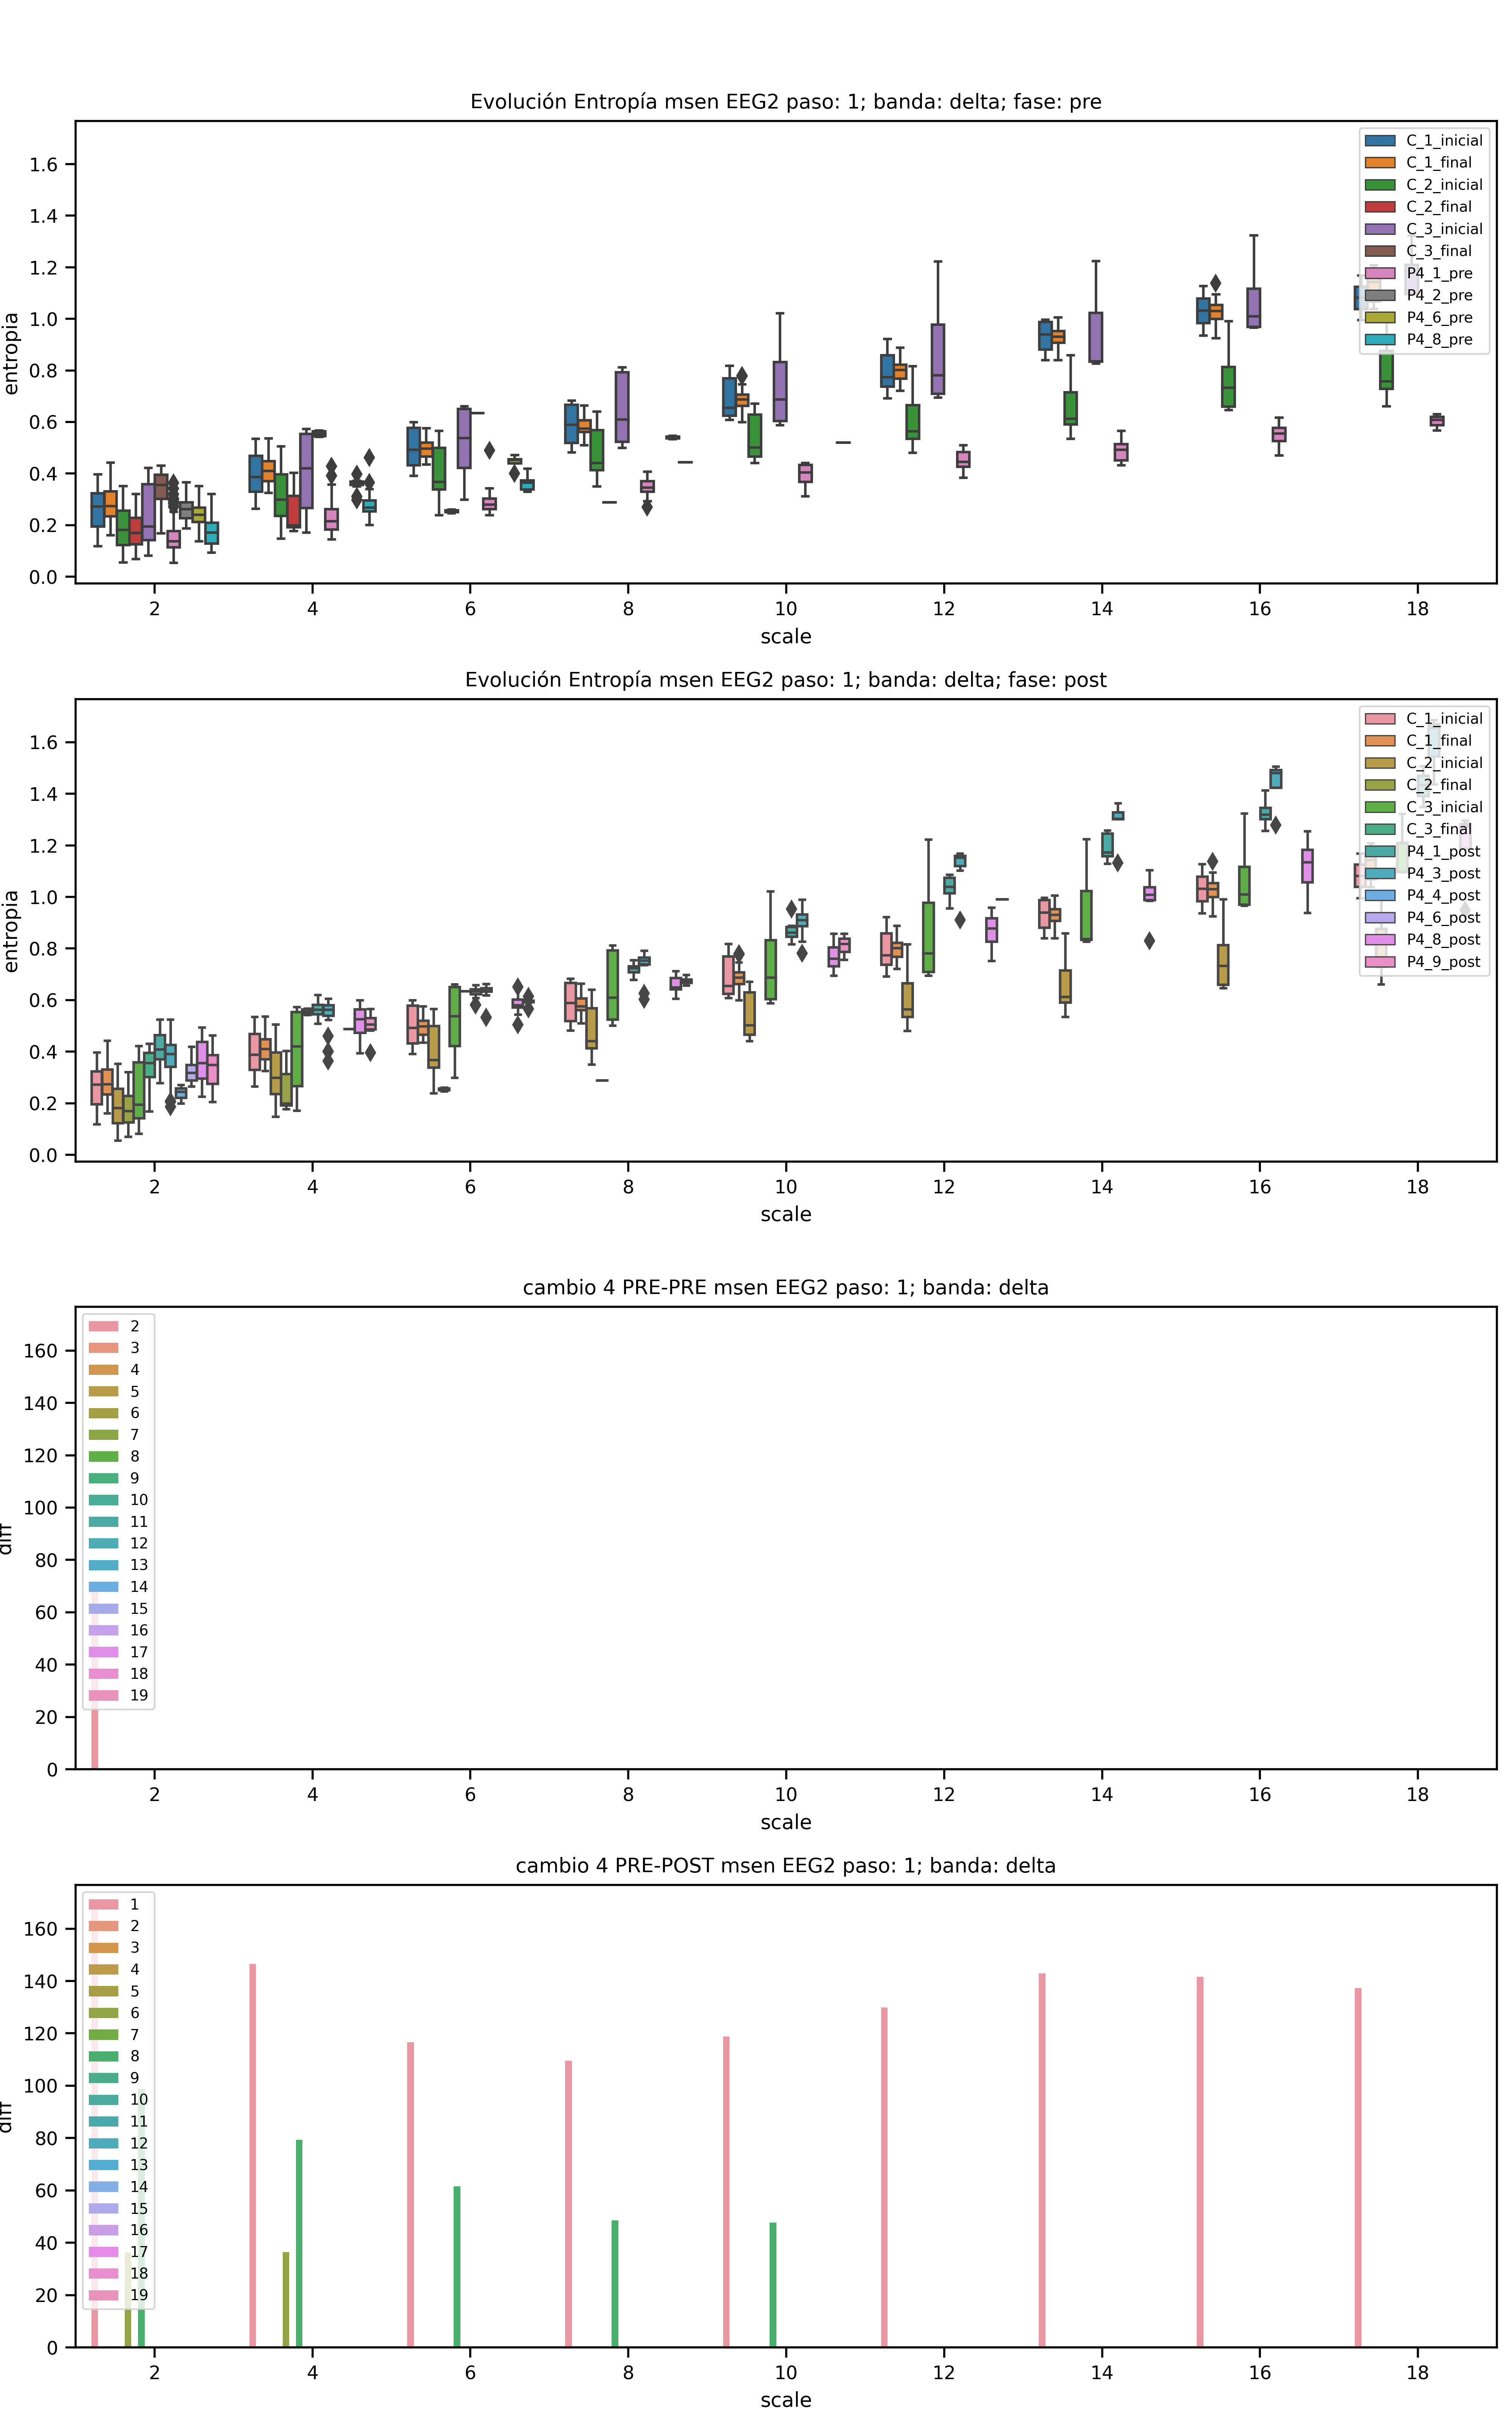 Evolución Entropía msen EEG2 paso: 1; banda: delta; fase: pre
entropia
1.6
1.4
1.2
1.0
0.8
0.6
0.4
0.2
0.0
C_1_inicial
C_1_final
C_2_inicial
C_2_final
C_3_inicial
C_3_final
P4_1_pre
P4_2_pre
P4_6_pre
P4_8_pre
2 4 6 8 10 12 14 16 18
scale
Evolución Entropía msen EEG2 paso: 1; banda: delta; fase: post
entropia
1.6
1.4
1.2
1.0
0.8
0.6
0.4
0.2
0.0
C_1_inicial
C_1_final
C_2_inicial
C_2_final
C_3_inicial
C_3_final
P4_1_post
P4_3_post
P4_4_post
P4_6_post
P4_8_post
P4_9_post
2 4 6 8 10 12 14 16 18
scale
cambio 4 PRE-PRE msen EEG2 paso: 1; banda: delta
diff
160
140
120
100
80
60
40
20
0
2
3
4
5
6
7
8
9
10
11
12
13
14
15
16
17
18
19
2 4 6 8 10 12 14 16 18
scale
cambio 4 PRE-POST msen EEG2 paso: 1; banda: delta
diff
160
140
120
100
80
60
40
20
0
1
2
3
4
5
6
7
8
9
10
11
12
13
14
15
16
17
18
19
2 4 6 8 10 12 14 16 18
scale